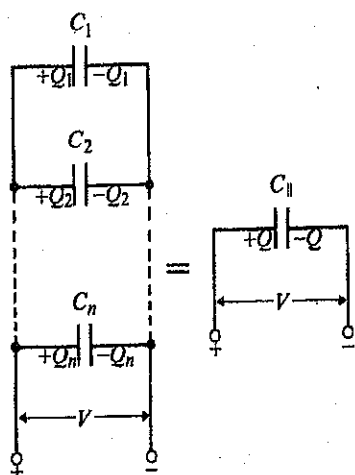 C₁
+Q₁ −Q₁
C₂
+Q₂ −Q₂
C∥
+Q −Q
=
V
Cₙ
+Qₙ −Qₙ
V
+ −
+ −